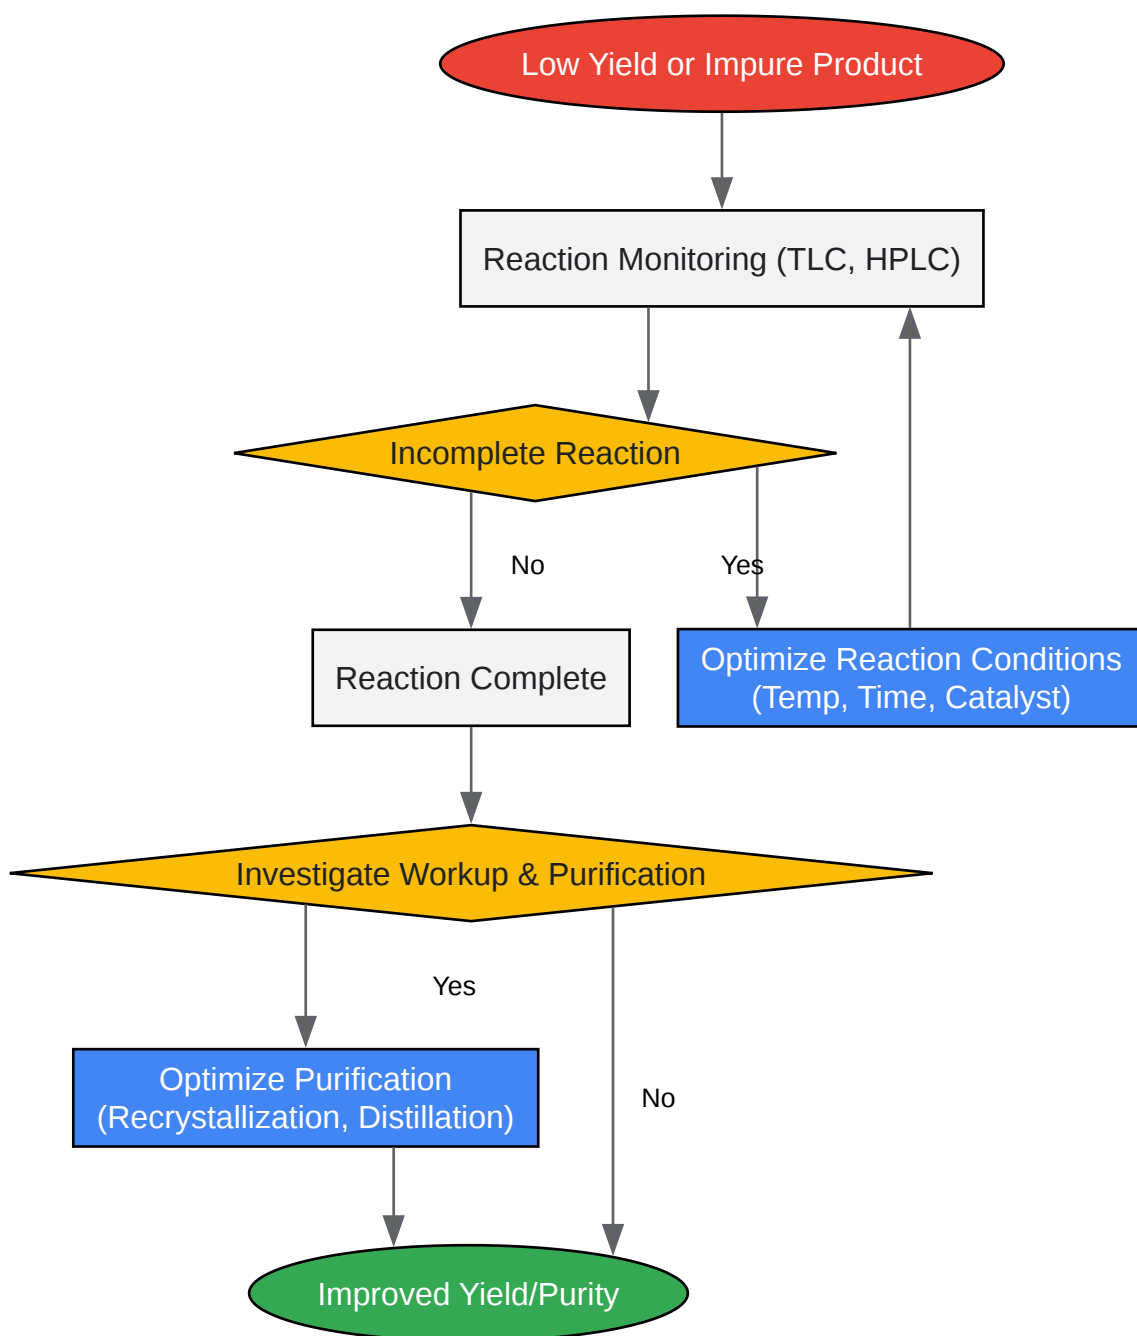 Low Yield or Impure Product
Reaction Monitoring (TLC, HPLC)
Incomplete Reaction
No
Yes
Reaction Complete
Optimize Reaction Conditions
(Temp, Time, Catalyst)
Investigate Workup & Purification
Yes
Optimize Purification
(Recrystallization, Distillation)
No
Improved Yield/Purity